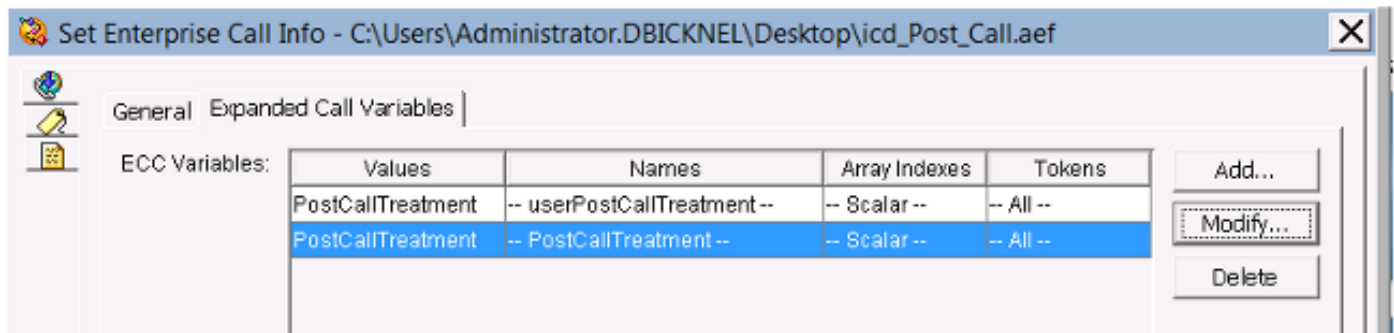 Set Enterprise Call Info - C:\Users\Administrator.DBICKNEL\Desktop\icd_Post_Call.aef
General Expanded Call Variables
ECC Variables: Values Names Array Indexes Tokens Add...
PostCallTreatment -- userPostCallTreatment -- -- Scalar -- -- All --
Modify...
PostCallTreatment -- PostCallTreatment -- -- Scalar -- -- All --
Delete